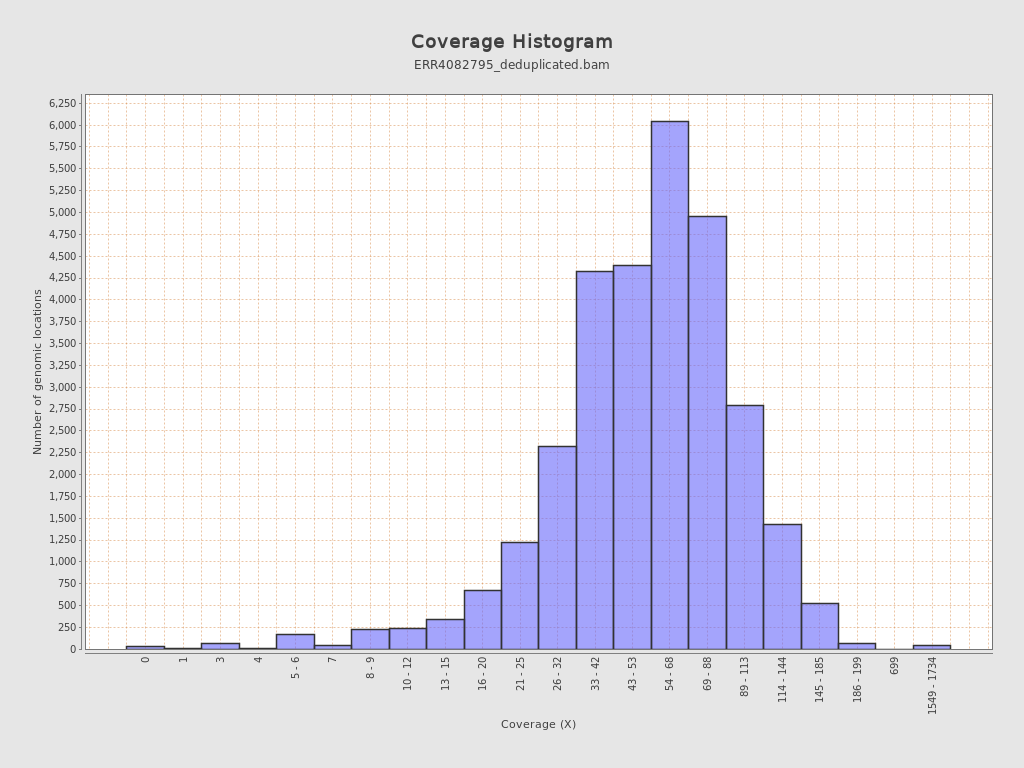 Coverage Histogram
ERR4082795_deduplicated.bam
Number of genomic locations
6,250
6,000
5,750
5,500
5,250
5,000
4,750
4,500
4,250
4,000
3,750
3,500
3,250
3,000
2,750
2,500
2,250
2,000
1,750
1,500
1,250
1,000
750
500
250
0
0
1
3
4
5 - 6
7
8 - 9
10 - 12
13 - 15
16 - 20
21 - 25
26 - 32
33 - 42
43 - 53
54 - 68
69 - 88
89 - 113
114 - 144
145 - 185
186 - 199
699
1549 - 1734
Coverage (X)